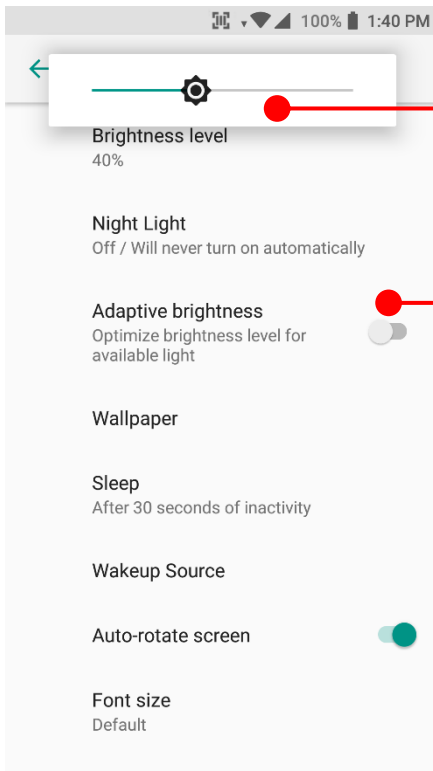 100% 1:40 PM
Brightness level
40%
Night Light
Off / Will never turn on automatically
Adaptive brightness
Optimize brightness level for
available light
Wallpaper
Sleep
After 30 seconds of inactivity
Wakeup Source
Auto-rotate screen
Font size
Default